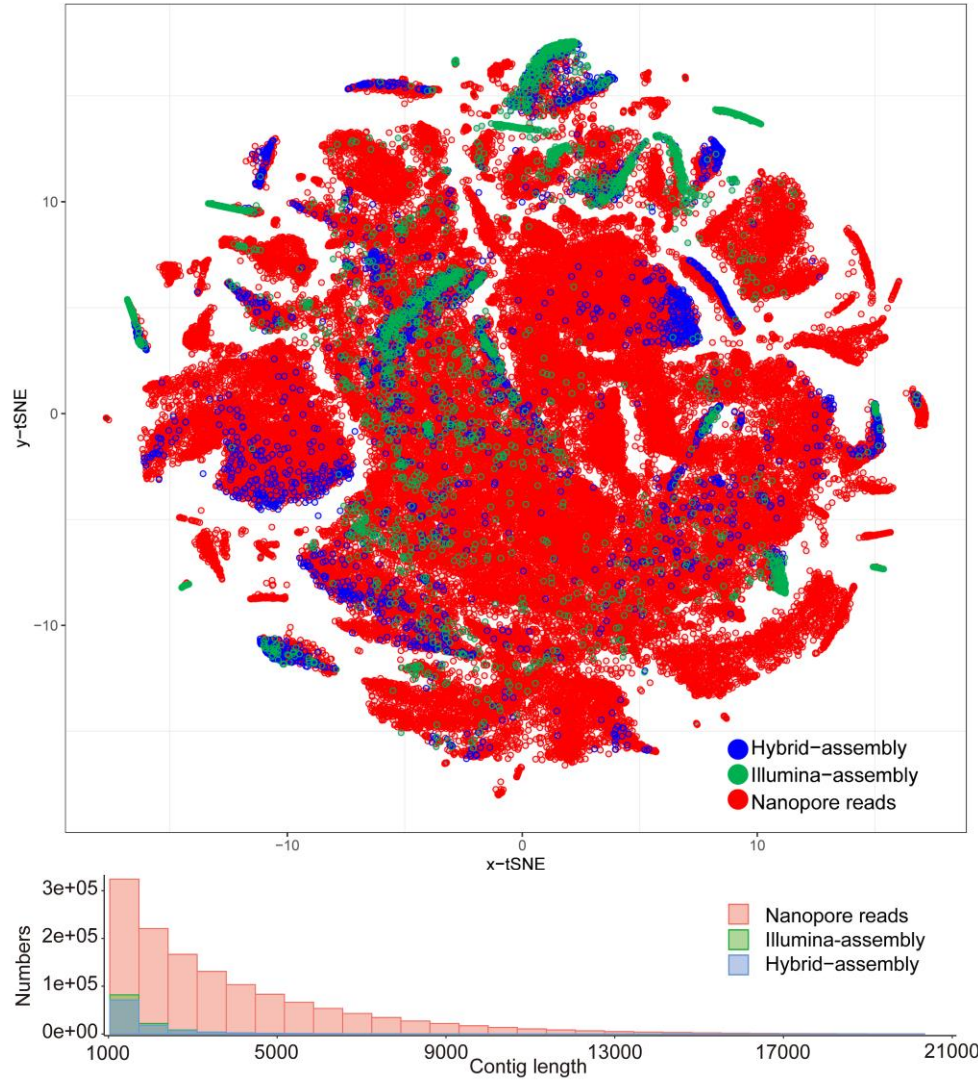 10
0
−10
y−tSNE
−10
0
10
x−tSNE
Hybrid−assembly
Illumina−assembly
Nanopore reads
3e+05
2e+05
1e+05
0e+00
Numbers
1000
5000
9000
13000
17000
21000
Contig length
Nanopore reads
Illumina-assembly
Hybrid−assembly